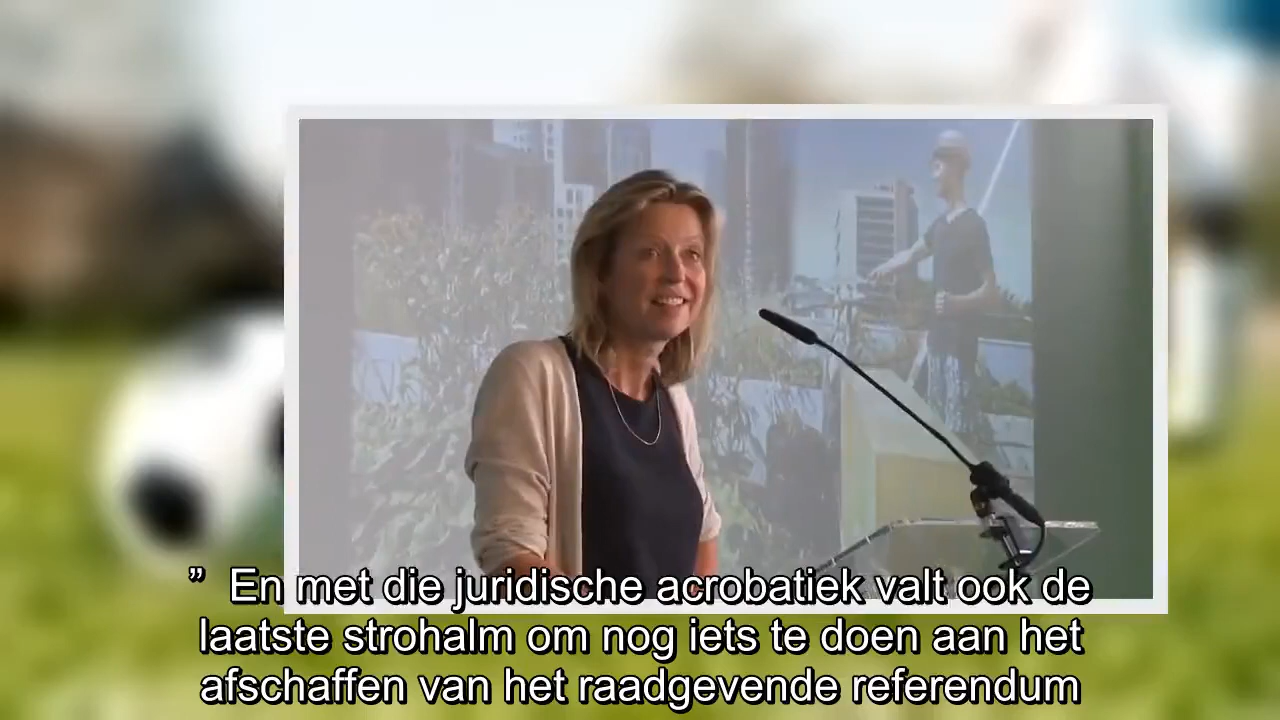 ” En met die juridische acrobatiek valt ook de
laatste strohalm om nog iets te doen aan het
afschaffen van het raadgevende referendum